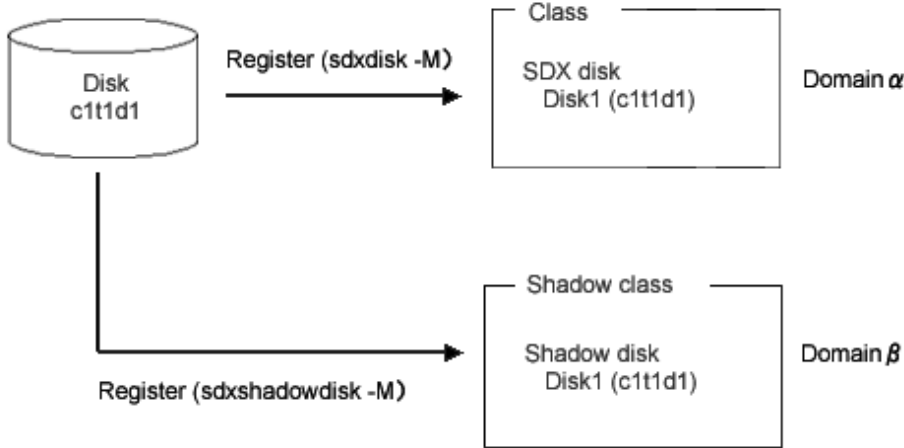 Disk
c1t1d1
Register (sdxdisk -M)
Class
SDX disk
Disk1 (c1t1d1)
Domain α
Register (sdxshadowdisk -M)
Shadow class
Shadow disk
Disk1 (c1t1d1)
Domain β